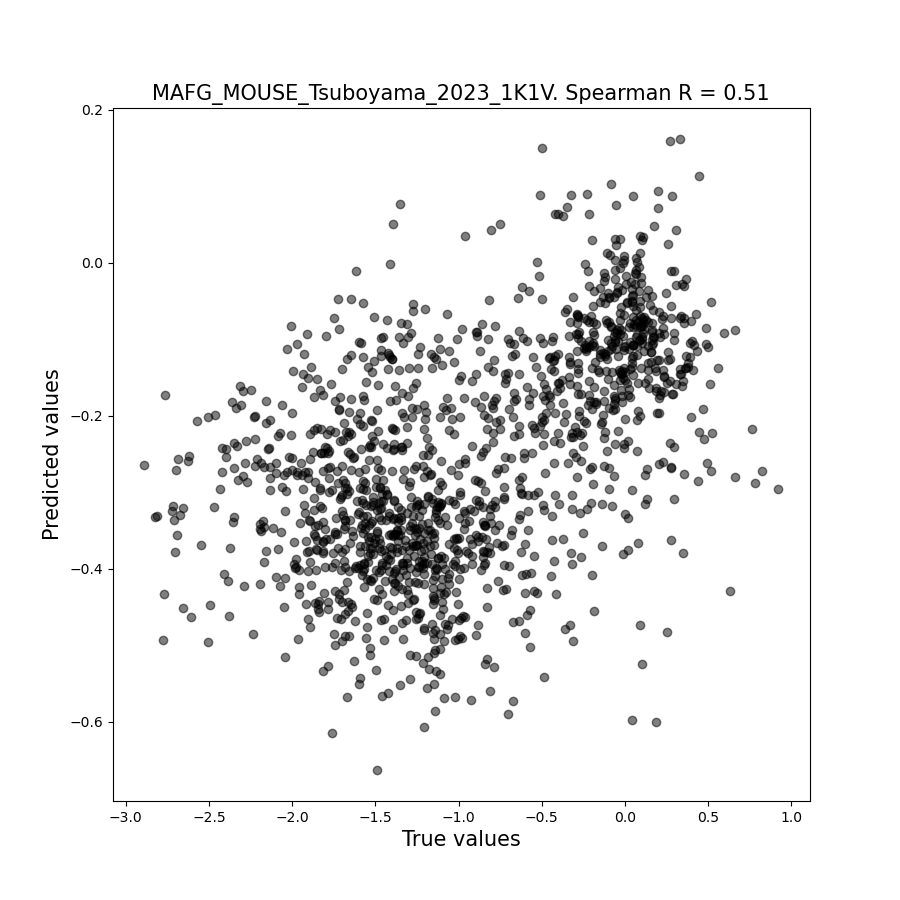 MAFG_MOUSE_Tsuboyama_2023_1K1V. Spearman R = 0.51
0.2
0.0
−0.2
−0.4
−0.6
Predicted values
−3.0 −2.5 −2.0 −1.5 −1.0 −0.5 0.0 0.5 1.0
True values